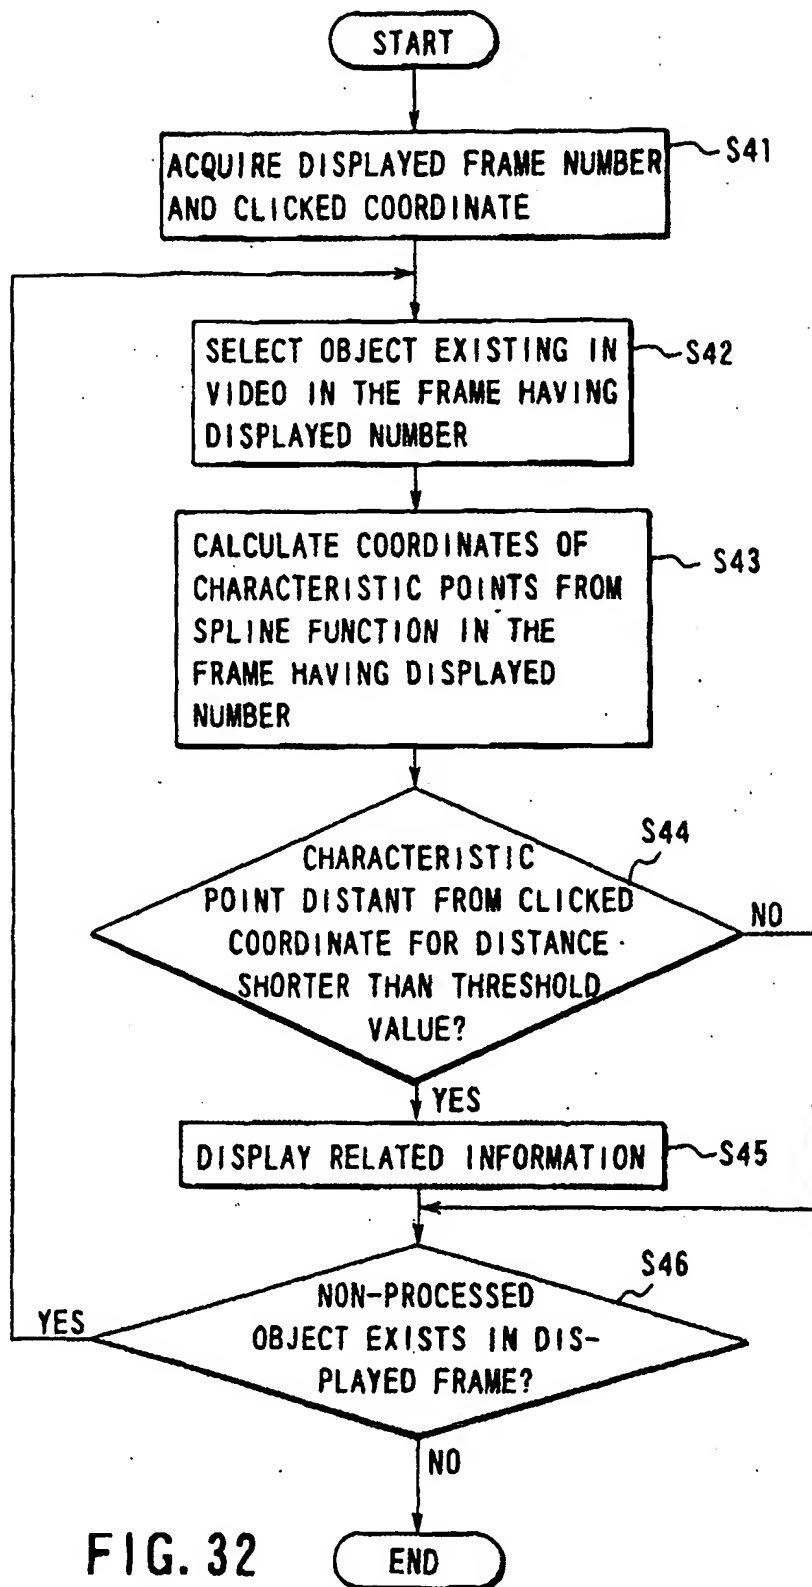 START
ACQUIRE DISPLAYED FRAME NUMBER
AND CLICKED COORDINATE
S41
SELECT OBJECT EXISTING IN
VIDEO IN THE FRAME HAVING
DISPLAYED NUMBER
S42
CALCULATE COORDINATES OF
CHARACTERISTIC POINTS FROM
SPLINE FUNCTION IN THE
FRAME HAVING DISPLAYED
NUMBER
S43
S44
CHARACTERISTIC
POINT DISTANT FROM CLICKED
COORDINATE FOR DISTANCE
SHORTER THAN THRESHOLD
VALUE?
NO
YES
DISPLAY RELATED INFORMATION
S45
S46
NON-PROCESSED
OBJECT EXISTS IN DIS-
PLAYED FRAME?
YES
NO
END
FIG. 32